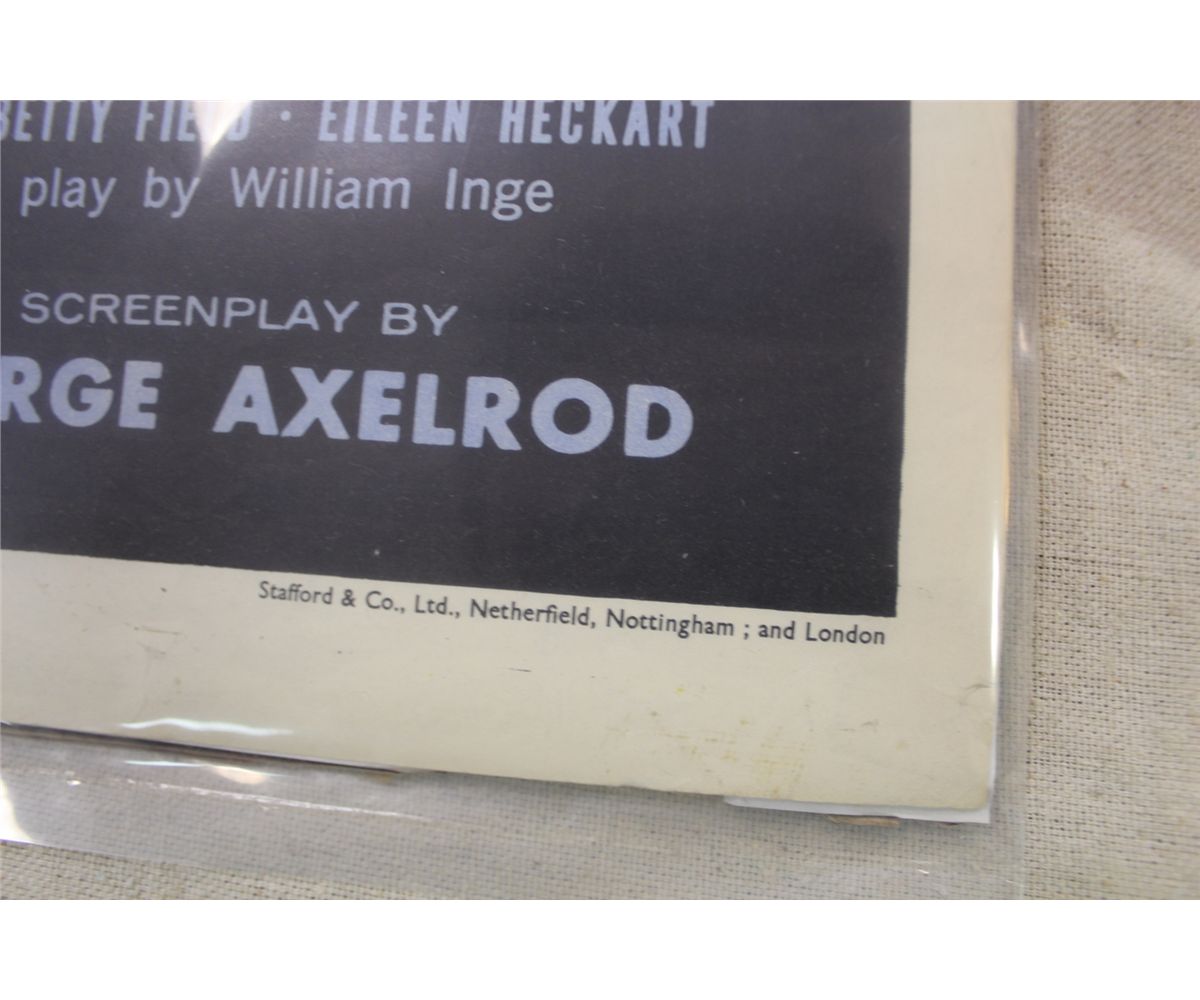 BETTY FIELD · EILEEN HECKART
play by William Inge
SCREENPLAY BY
RGE AXELROD
Stafford & Co., Ltd., Netherfield, Nottingham ; and London